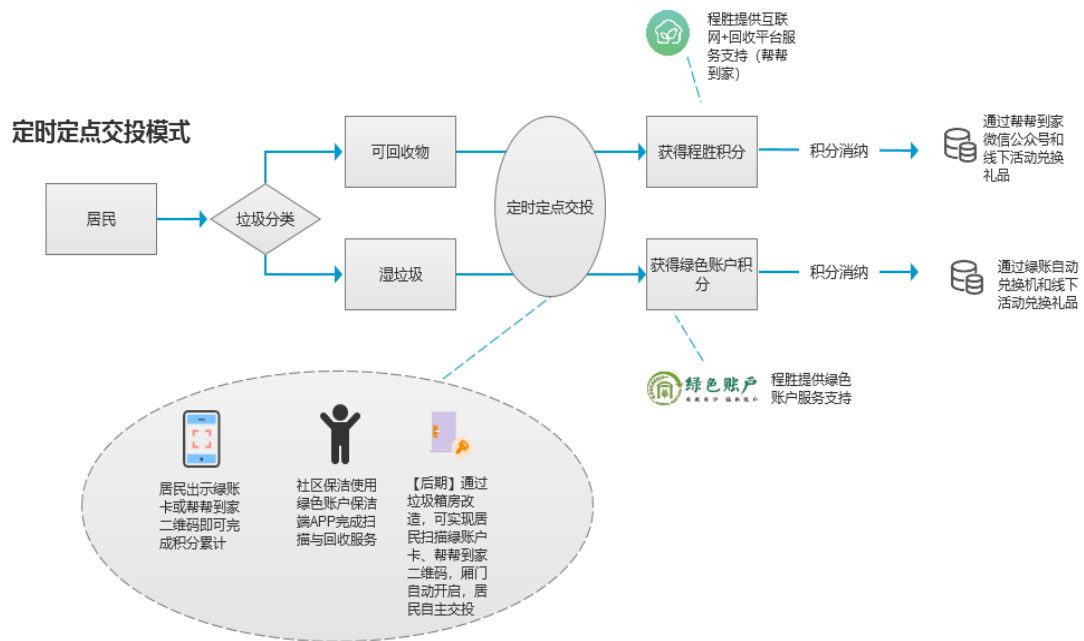 程胜提供互联
网+回收平台服
务支持（帮帮
到家）
定时定点交投模式
居民
垃圾分类
可回收物
湿垃圾
定时定点交投
获得程胜积分
积分消纳
通过帮帮到家
微信公众号和
线下活动兑换
礼品
获得绿色账户积
分
积分消纳
通过绿账自动
兑换机和线下
活动兑换礼品
绿色账户
程胜提供绿色
账户服务支持
居民出示绿账
卡或帮帮到家
二维码即可完
成积分累计
社区保洁使用
绿色账户保洁
端APP完成扫
描与回收服务
【后期】通过
垃圾箱房改
造，可实现居
民扫描绿账户
卡、帮帮到家
二维码，厢门
自动开启，居
民自主交投